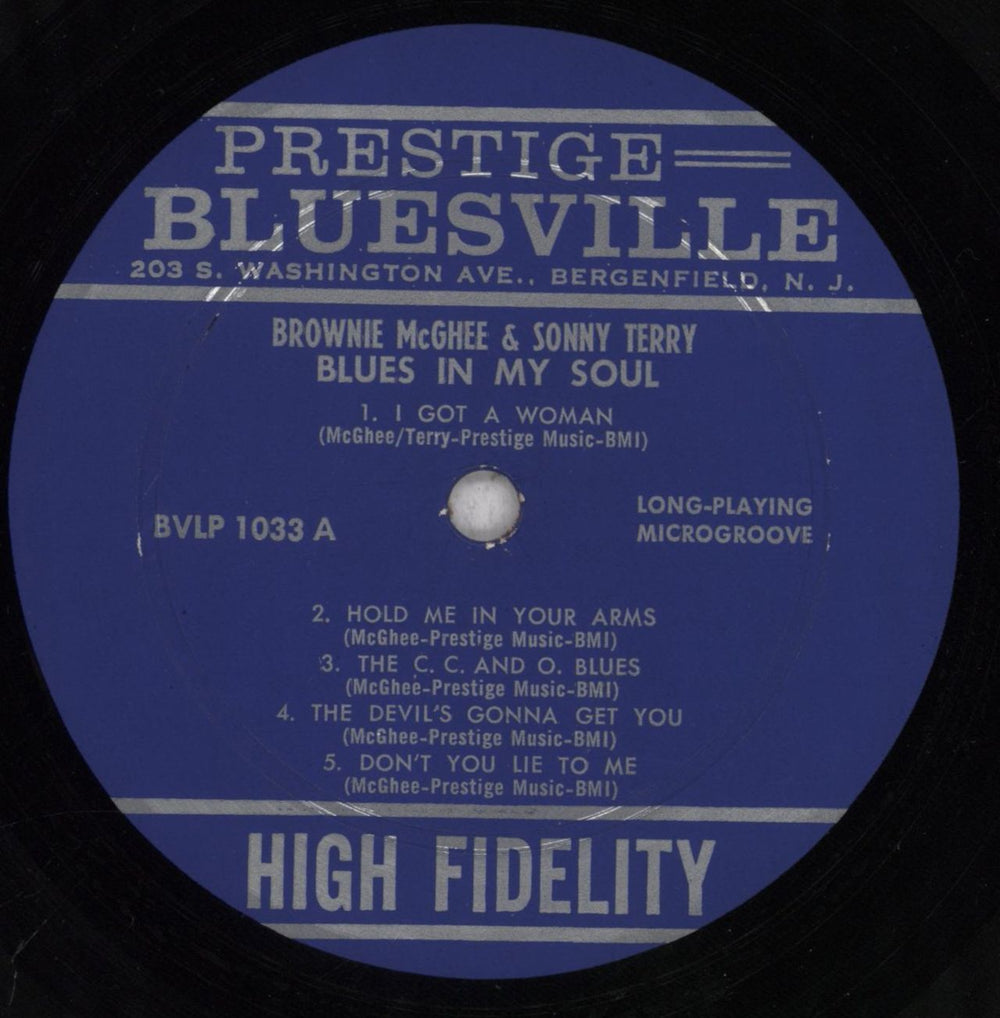 PRESTIGE
BLUESVILLE
203 S. WASHINGTON AVE., BERGENFIELD, N. J.
BROWNIE McGHEE & SONNY TERRY
BLUES IN MY SOUL
1. I GOT A WOMAN
(McGhee/Terry-Prestige Music-BMI)
BVLP 1033 A
LONG-PLAYING
MICROGROOVE
2. HOLD ME IN YOUR ARMS
(McGhee-Prestige Music-BMI)
3. THE C. C. AND O. BLUES
(McGhee-Prestige Music-BMI)
4. THE DEVIL'S GONNA GET YOU
(McGhee-Prestige Music-BMI)
5. DON'T YOU LIE TO ME
(McGhee-Prestige Music-BMI)
HIGH FIDELITY